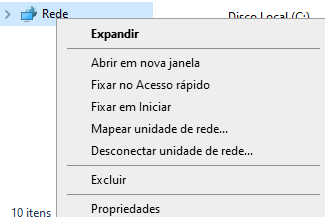 Rede
Disco Local (C:)
Expandir
Abrir em nova janela
Fixar no Acesso rápido
Fixar em Iniciar
Mapear unidade de rede...
Desconectar unidade de rede...
Excluir
Propriedades
10 itens